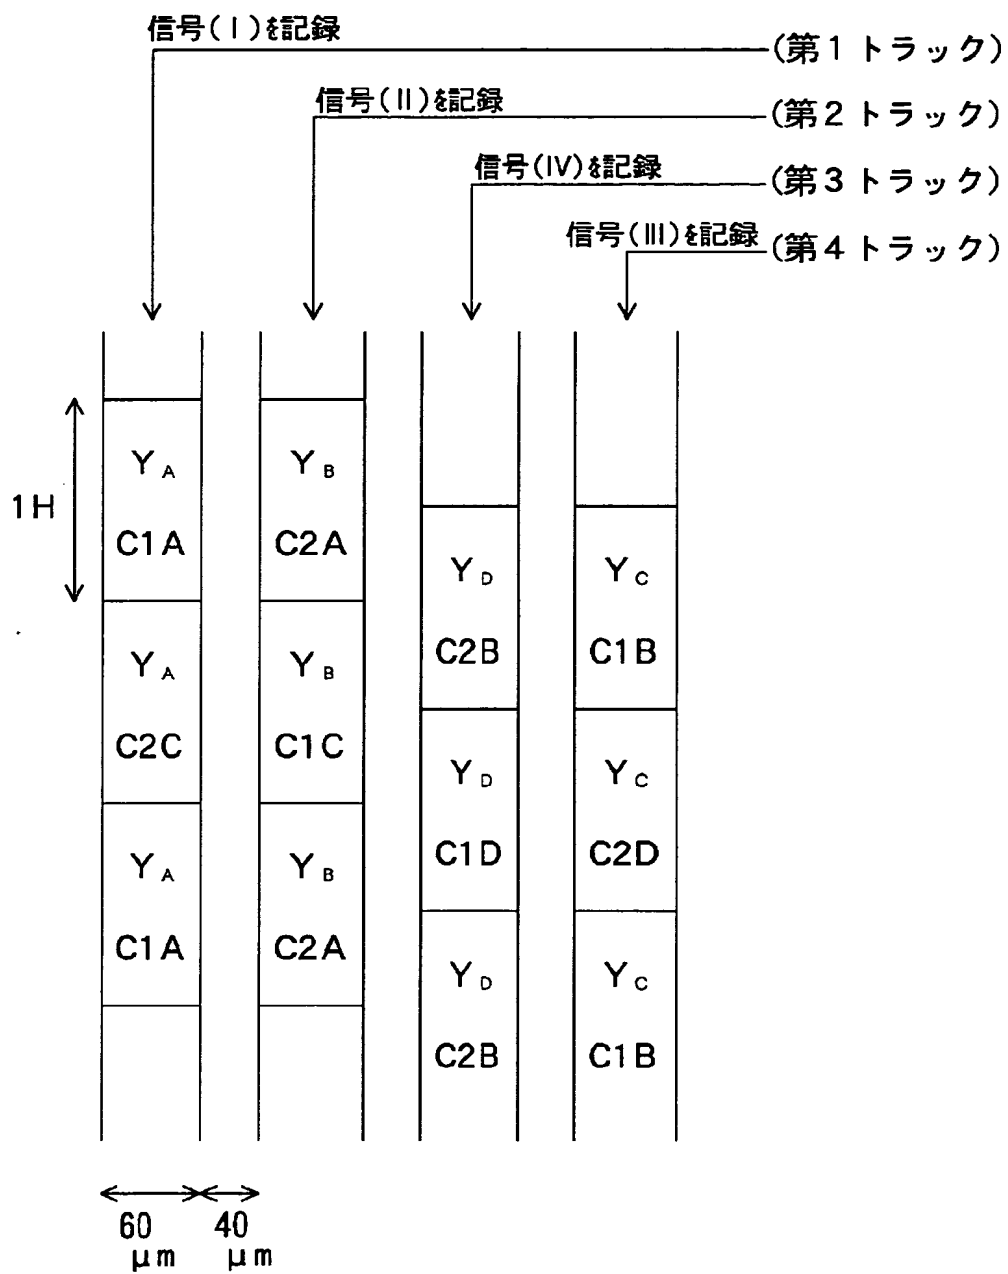 信号(I)を記録
(第1トラック)
信号(II)を記録
(第2トラック)
信号(IV)を記録
(第3トラック)
信号(III)を記録
(第4トラック)
1H
YA
C1A
YB
C2A
YD
C2B
YC
C1B
YA
C2C
YB
C1C
YD
C1D
YC
C2D
YA
C1A
YB
C2A
YD
C2B
YC
C1B
60
μm
40
μm